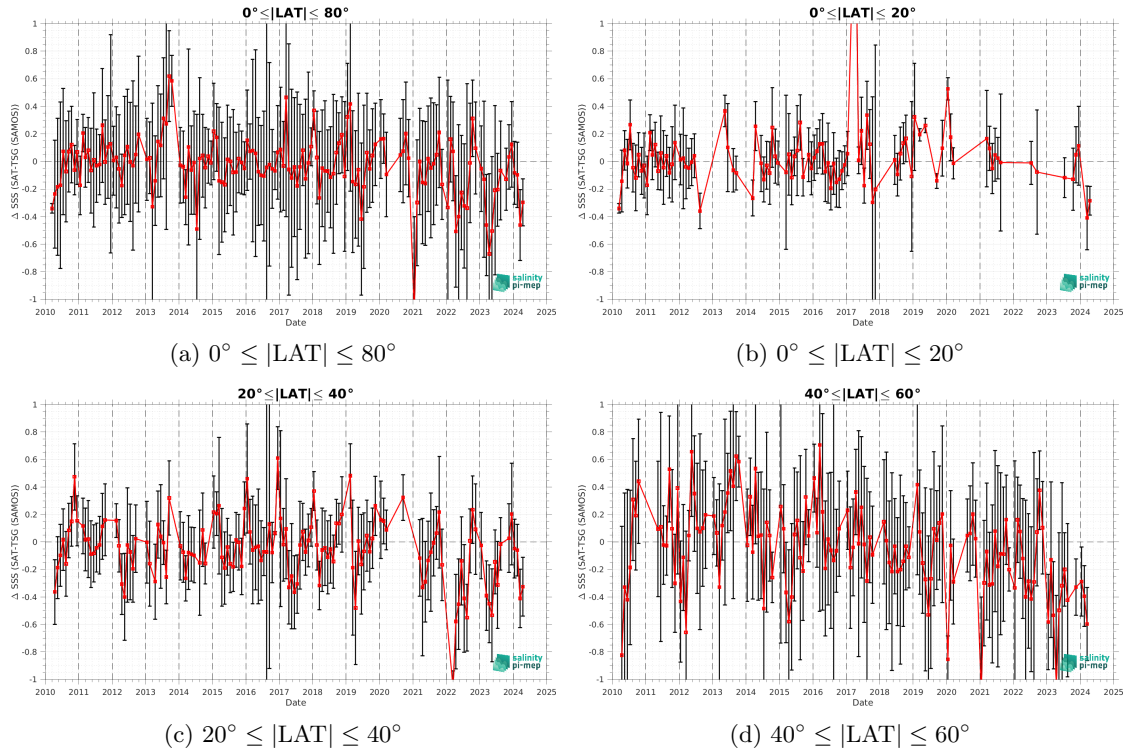 0°≤|LAT|≤ 80°
Δ SSS (SAT-TSG (SAMOS))
1
0.8
0.6
0.4
0.2
0
-0.2
-0.4
-0.6
-0.8
-1
2010 2011 2012 2013 2014 2015 2016 2017 2018 2019 2020 2021 2022 2023 2024 2025
Date
salinity
pi-mep
(a) 0° ≤ |LAT| ≤ 80°
0°≤|LAT|≤ 20°
Δ SSS (SAT-TSG (SAMOS))
1
0.8
0.6
0.4
0.2
0
-0.2
-0.4
-0.6
-0.8
-1
2010 2011 2012 2013 2014 2015 2016 2017 2018 2019 2020 2021 2022 2023 2024 2025
Date
salinity
pi-mep
(b) 0° ≤ |LAT| ≤ 20°
20°≤|LAT|≤ 40°
Δ SSS (SAT-TSG (SAMOS))
1
0.8
0.6
0.4
0.2
0
-0.2
-0.4
-0.6
-0.8
-1
2010 2011 2012 2013 2014 2015 2016 2017 2018 2019 2020 2021 2022 2023 2024 2025
Date
salinity
pi-mep
(c) 20° ≤ |LAT| ≤ 40°
40°≤|LAT|≤ 60°
Δ SSS (SAT-TSG (SAMOS))
1
0.8
0.6
0.4
0.2
0
-0.2
-0.4
-0.6
-0.8
-1
2010 2011 2012 2013 2014 2015 2016 2017 2018 2019 2020 2021 2022 2023 2024 2025
Date
salinity
pi-mep
(d) 40° ≤ |LAT| ≤ 60°